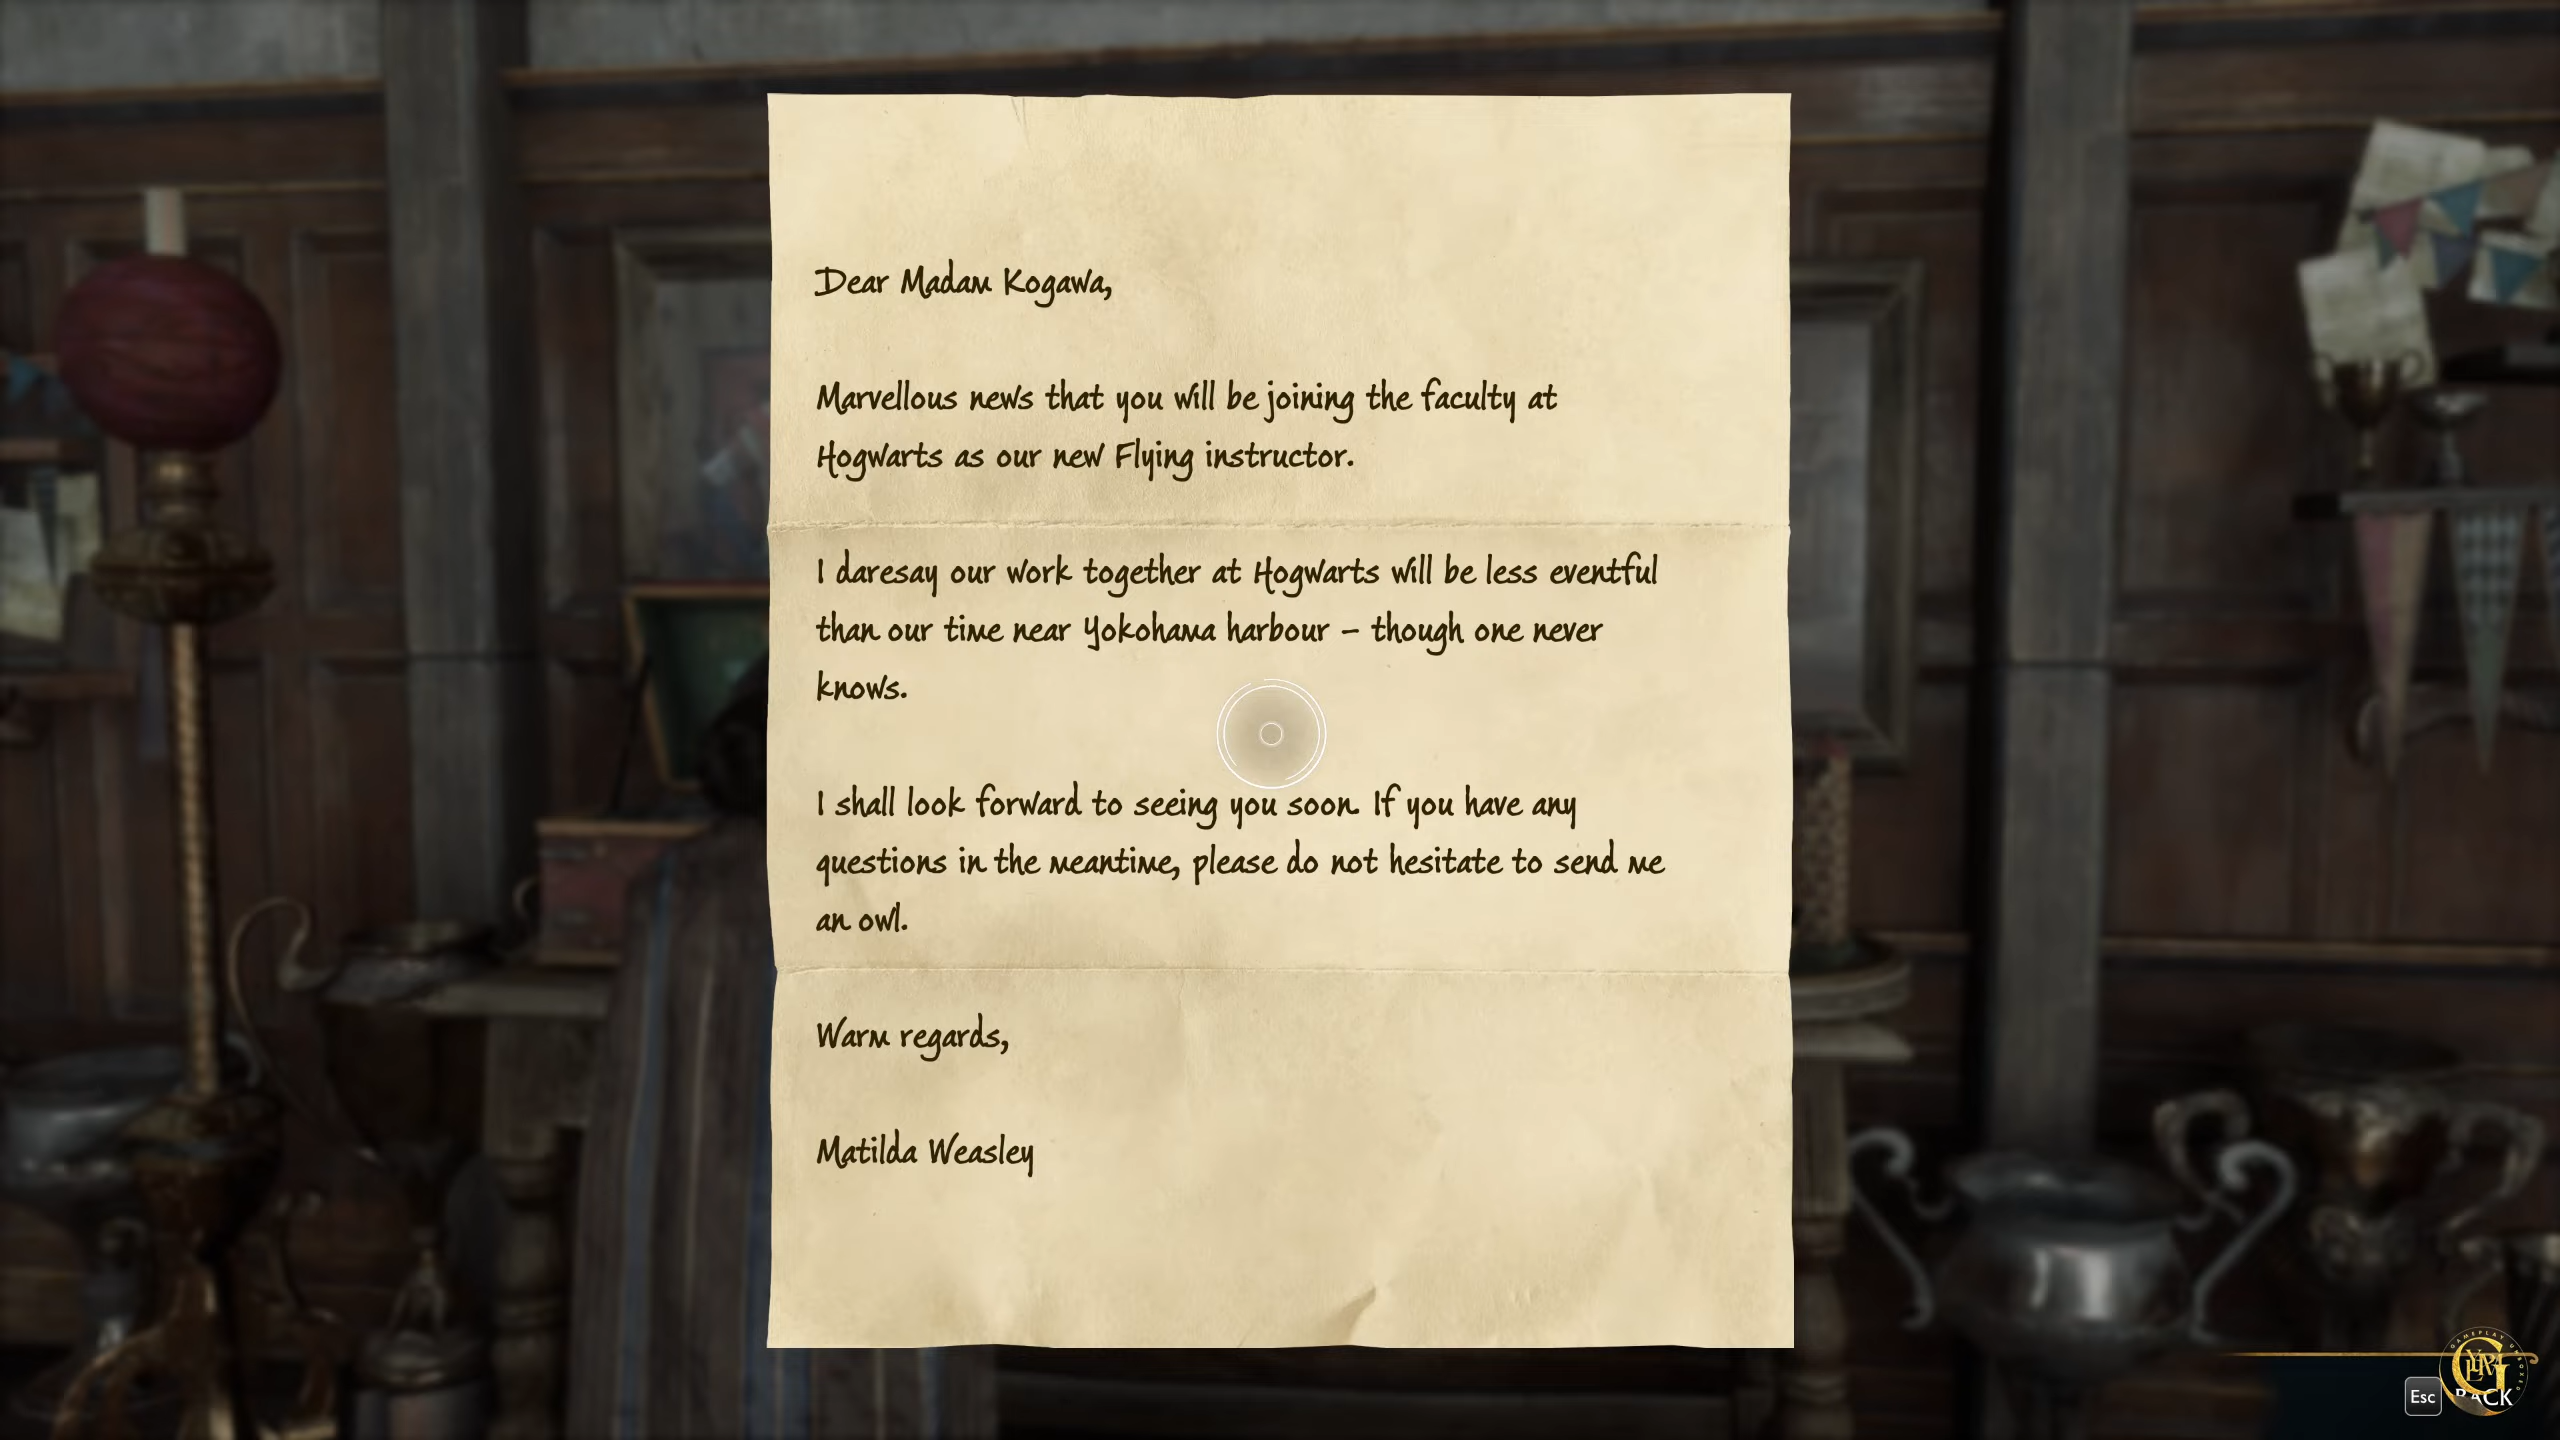 Dear Madam Kogawa,
Marvellous news that you will be joining the faculty at
Hogwarts as our new Flying instructor.
I daresay our work together at Hogwarts will be less eventful
than our time near Yokohama harbour – though one never
knows.
I shall look forward to seeing you soon. If you have any
questions in the meantime, please do not hesitate to send me
an owl.
Warm regards,
Matilda Weasley
Esc BACK